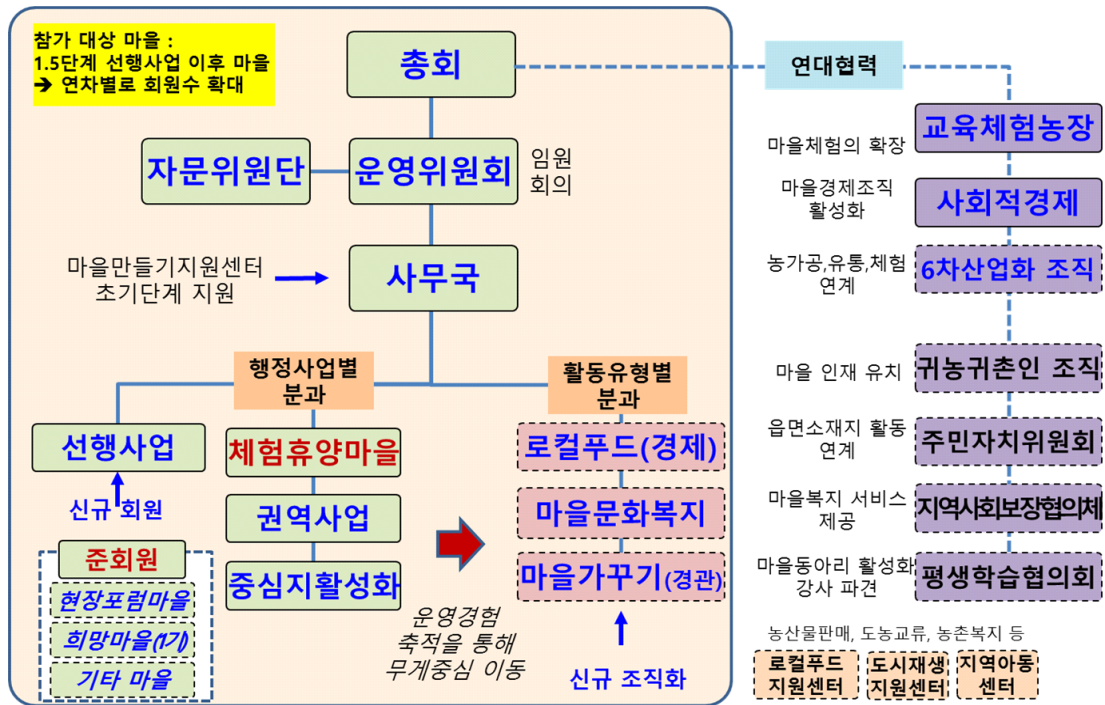 참가 대상 마을 :
1.5단계 선행사업 이후 마을
➔ 연차별로 회원수 확대
총회
자문위원단
운영위원회
임원
회의
마을만들기지원센터
초기단계 지원
사무국
행정사업별
분과
활동유형별
분과
선행사업
신규 회원
준회원
현장포럼마을
희망마을(1기)
기타 마을
체험휴양마을
권역사업
중심지활성화
운영경험
축적을 통해
무게중심 이동
로컬푸드(경제)
마을문화복지
마을가꾸기(경관)
신규 조직화
연대협력
마을체험의 확장
교육체험농장
마을경제조직
활성화
사회적경제
농가공,유통,체험
연계
6차산업화 조직
마을 인재 유치
귀농귀촌인 조직
읍면소재지 활동
연계
주민자치위원회
마을복지 서비스
제공
지역사회보장협의체
마을동아리 활성화
강사 파견
평생학습협의회
농산물판매, 도농교류, 농촌복지 등
로컬푸드
지원센터
도시재생
지원센터
지역아동
센터